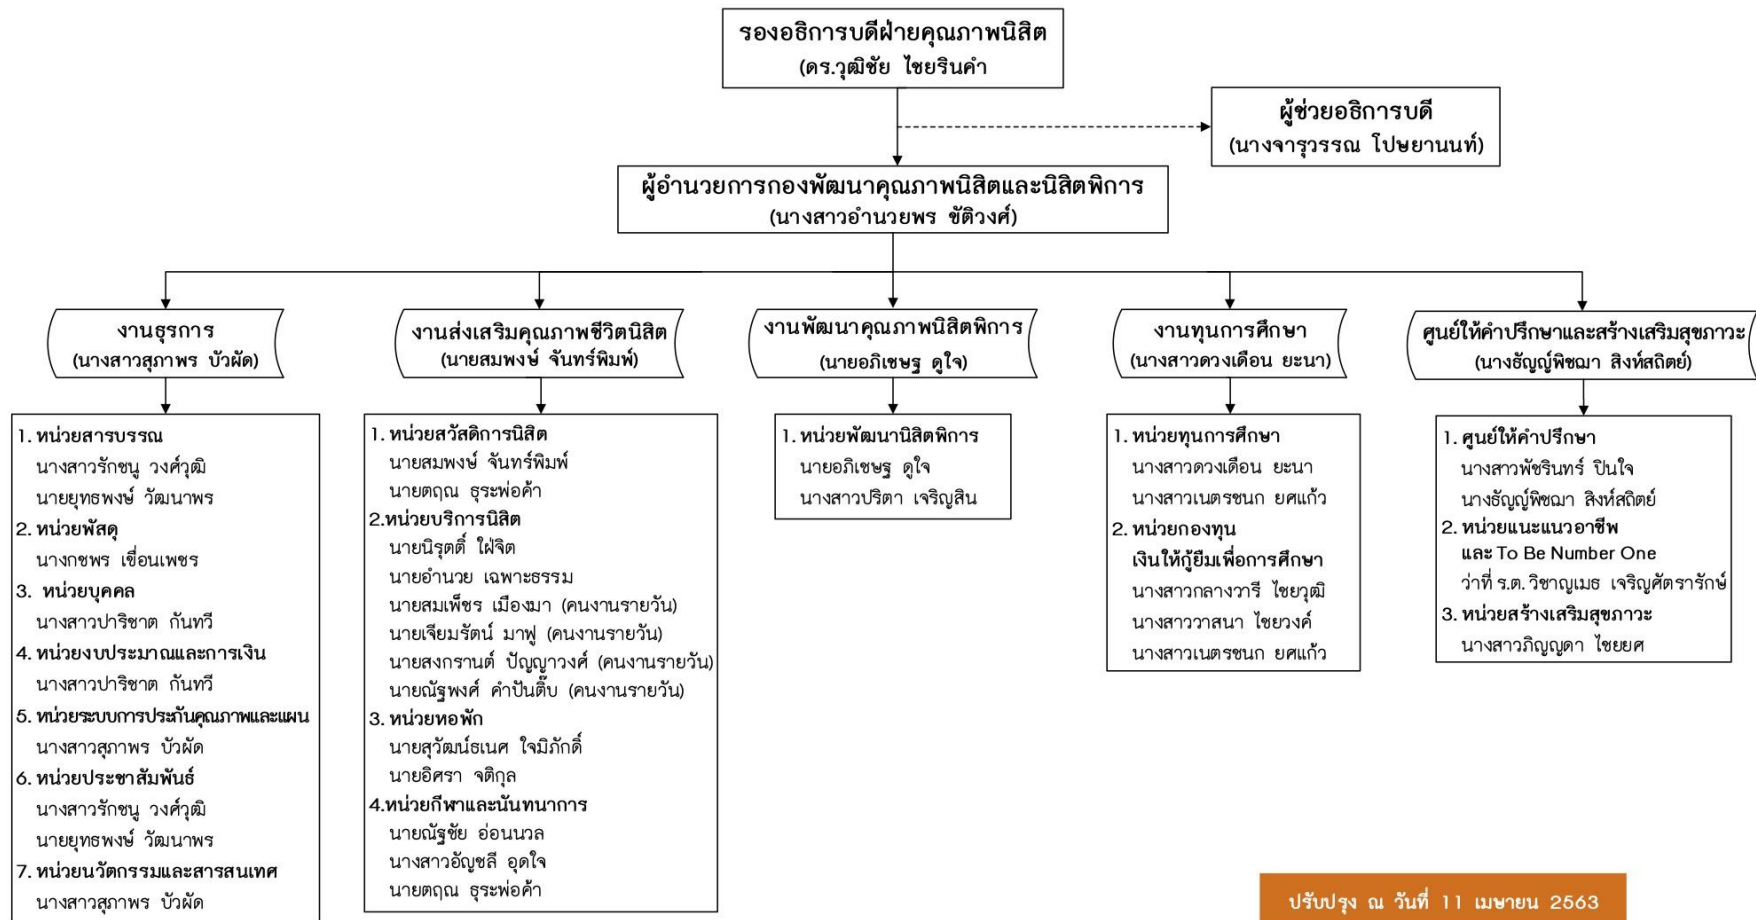 รองอธิการบดีฝ่ายคุณภาพนิสิต
(ดร.วุฒิชัย ไชยรินคำ
ผู้ช่วยอธิการบดี
(นางจารุวรรณ โปษยานนท์)
ผู้อำนวยการกองพัฒนาคุณภาพนิสิตและนิสิตพิการ
(นางสาวอำนวยพร ขัติวงศ์)
งานธุรการ
(นางสาวสุภาพร บัวผัด)
งานส่งเสริมคุณภาพชีวิตนิสิต
(นายสมพงษ์ จันทร์พิมพ์)
งานพัฒนาคุณภาพนิสิตพิการ
(นายอภิเชษฐ ดูใจ)
งานทุนการศึกษา
(นางสาวดวงเดือน ยะนา)
ศูนย์ให้คำปรึกษาและสร้างเสริมสุขภาวะ
(นางธัญญ์พิชฌา สิงห์สถิตย์)
1. หน่วยสารบรรณ
นางสาวรักชนู วงศ์วุฒิ
นายยุทธพงษ์ วัฒนาพร
2. หน่วยพัสดุ
นางกชพร เขื่อนเพชร
3. หน่วยบุคคล
นางสาวปาริชาต กันทวี
4. หน่วยงบประมาณและการเงิน
นางสาวปาริชาต กันทวี
5. หน่วยระบบการประกันคุณภาพและแผน
นางสาวสุภาพร บัวผัด
6. หน่วยประชาสัมพันธ์
นางสาวรักชนู วงศ์วุฒิ
นายยุทธพงษ์ วัฒนาพร
7. หน่วยนวัตกรรมและสารสนเทศ
นางสาวสุภาพร บัวผัด
1. หน่วยสวัสดิการนิสิต
นายสมพงษ์ จันทร์พิมพ์
นายตฤณ ธุระพ่อค้า
2.หน่วยบริการนิสิต
นายนิรุตติ์ ใฝ่จิต
นายอำนวย เฉพาะธรรม
นายสมเพ็ชร เมืองมา (คนงานรายวัน)
นายเจียมรัตน์ มาฟู (คนงานรายวัน)
นายสงกรานต์ ปัญญาวงศ์ (คนงานรายวัน)
นายณัฐพงศ์ คำปันติ๊บ (คนงานรายวัน)
3. หน่วยหอพัก
นายสุวัฒน์ธเนศ ใจมิภักดิ์
นายอิศรา จติกุล
4.หน่วยกีฬาและนันทนาการ
นายณัฐชัย อ่อนนวล
นางสาวอัญชลี อุดใจ
นายตฤณ ธุระพ่อค้า
1. หน่วยพัฒนานิสิตพิการ
นายอภิเชษฐ ดูใจ
นางสาวปริตา เจริญสิน
1. หน่วยทุนการศึกษา
นางสาวดวงเดือน ยะนา
นางสาวเนตรชนก ยศแก้ว
2. หน่วยกองทุน
เงินให้กู้ยืมเพื่อการศึกษา
นางสาวกลางวารี ไชยวุฒิ
นางสาววาสนา ไชยวงค์
นางสาวเนตรชนก ยศแก้ว
1. ศูนย์ให้คำปรึกษา
นางสาวพัชรินทร์ ปินใจ
นางธัญญ์พิชฌา สิงห์สถิตย์
2. หน่วยแนะแนวอาชีพ
และ To Be Number One
ว่าที่ ร.ต. วิชาญเมธ เจริญศัตรารักษ์
3. หน่วยสร้างเสริมสุขภาวะ
นางสาวภิญญดา ไชยยศ
ปรับปรุง ณ วันที่ 11 เมษายน 2563